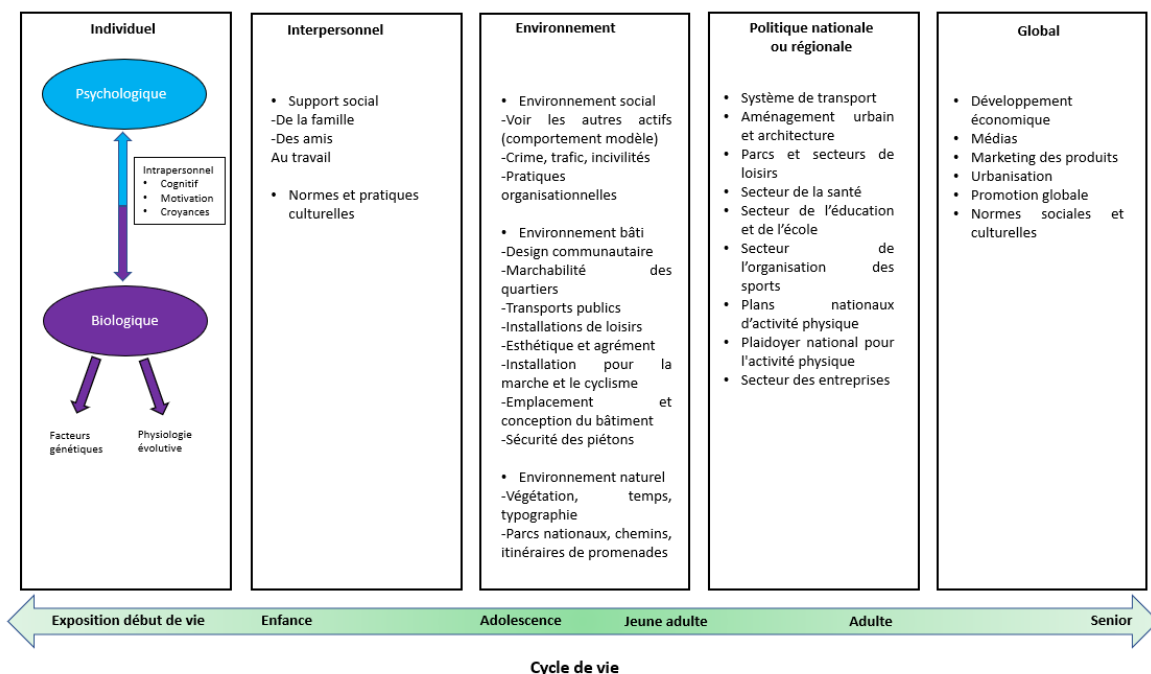 Individuel
Psychologique
Intrapersonnel
• Cognitif
• Motivation
• Croyances
Biologique
Facteurs
génétiques
Physiologie
évolutive
Interpersonnel
• Support social
-De la famille
-Des amis
Au travail
• Normes et pratiques
culturelles
Environnement
• Environnement social
-Voir les autres actifs
(comportement modèle)
-Crime, trafic, incivilités
-Pratiques
organisationnelles
• Environnement bâti
-Design communautaire
-Marchabilité des
quartiers
-Transports publics
-Installations de loisirs
-Esthétique et agrément
-Installation pour la
marche et le cyclisme
-Emplacement et
conception du bâtiment
-Sécurité des piétons
• Environnement naturel
-Végétation, temps,
typographie
-Parcs nationaux, chemins,
itinéraires de promenades
Politique nationale
ou régionale
• Système de transport
• Aménagement urbain
et architecture
• Parcs et secteurs de
loisirs
• Secteur de la santé
• Secteur de l'éducation
et de l'école
• Secteur de
l'organisation des
sports
• Plans nationaux
d'activité physique
• Plaidoyer national pour
l'activité physique
• Secteur des entreprises
Global
• Développement
économique
• Médias
• Marketing des produits
• Urbanisation
• Promotion globale
• Normes sociales et
culturelles
Exposition début de vie Enfance Adolescence Jeune adulte Adulte Senior
Cycle de vie